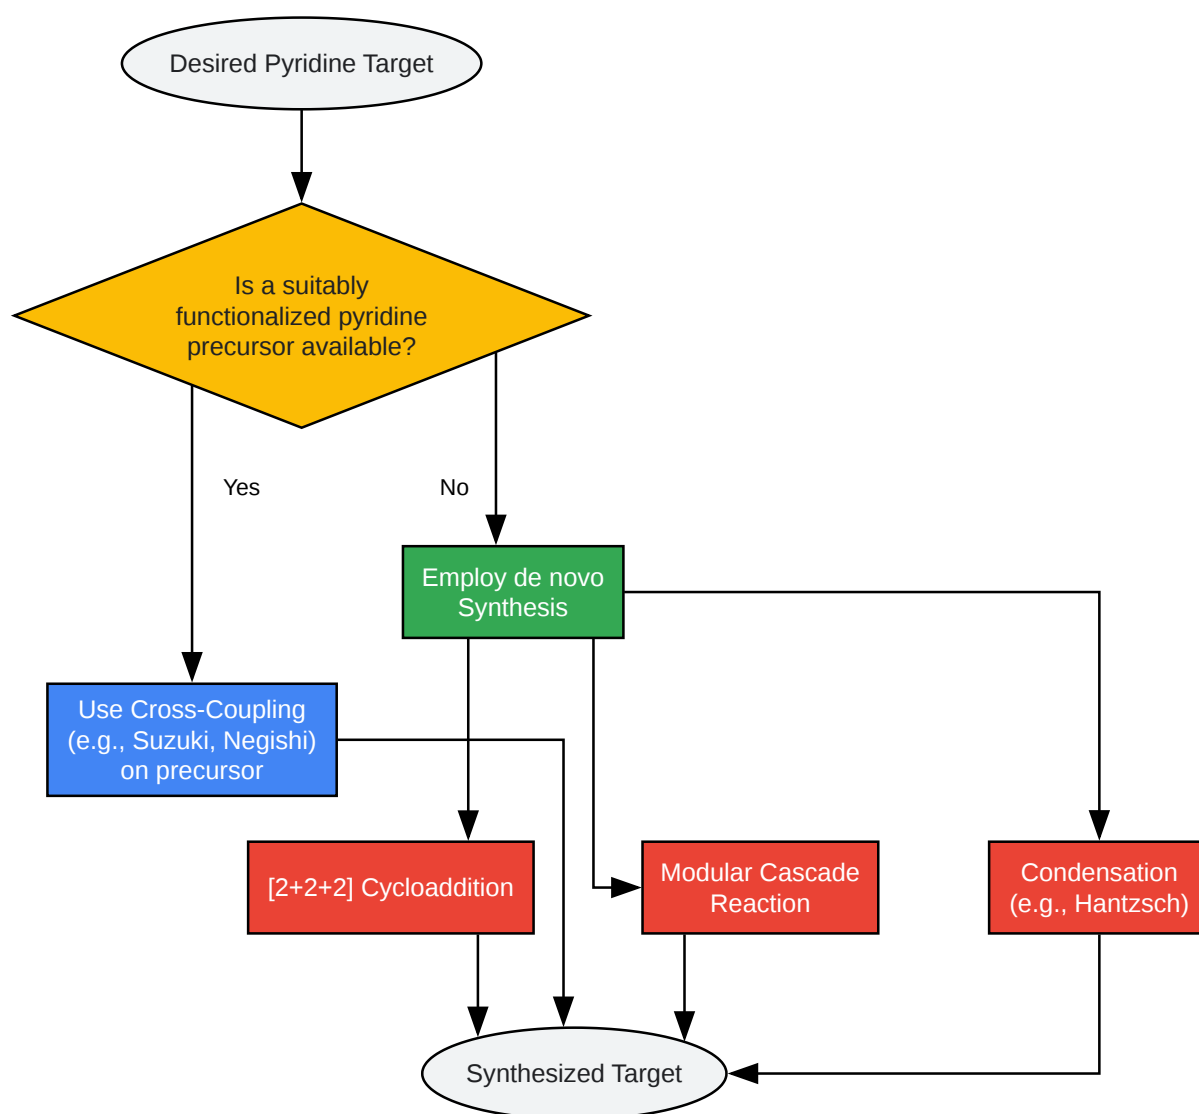 Desired Pyridine Target
Is a suitably
functionalized pyridine
precursor available?
Yes
No
Employ de novo
Synthesis
Use Cross-Coupling
(e.g., Suzuki, Negishi)
on precursor
[2+2+2] Cycloaddition
Modular Cascade
Reaction
Condensation
(e.g., Hantzsch)
Synthesized Target